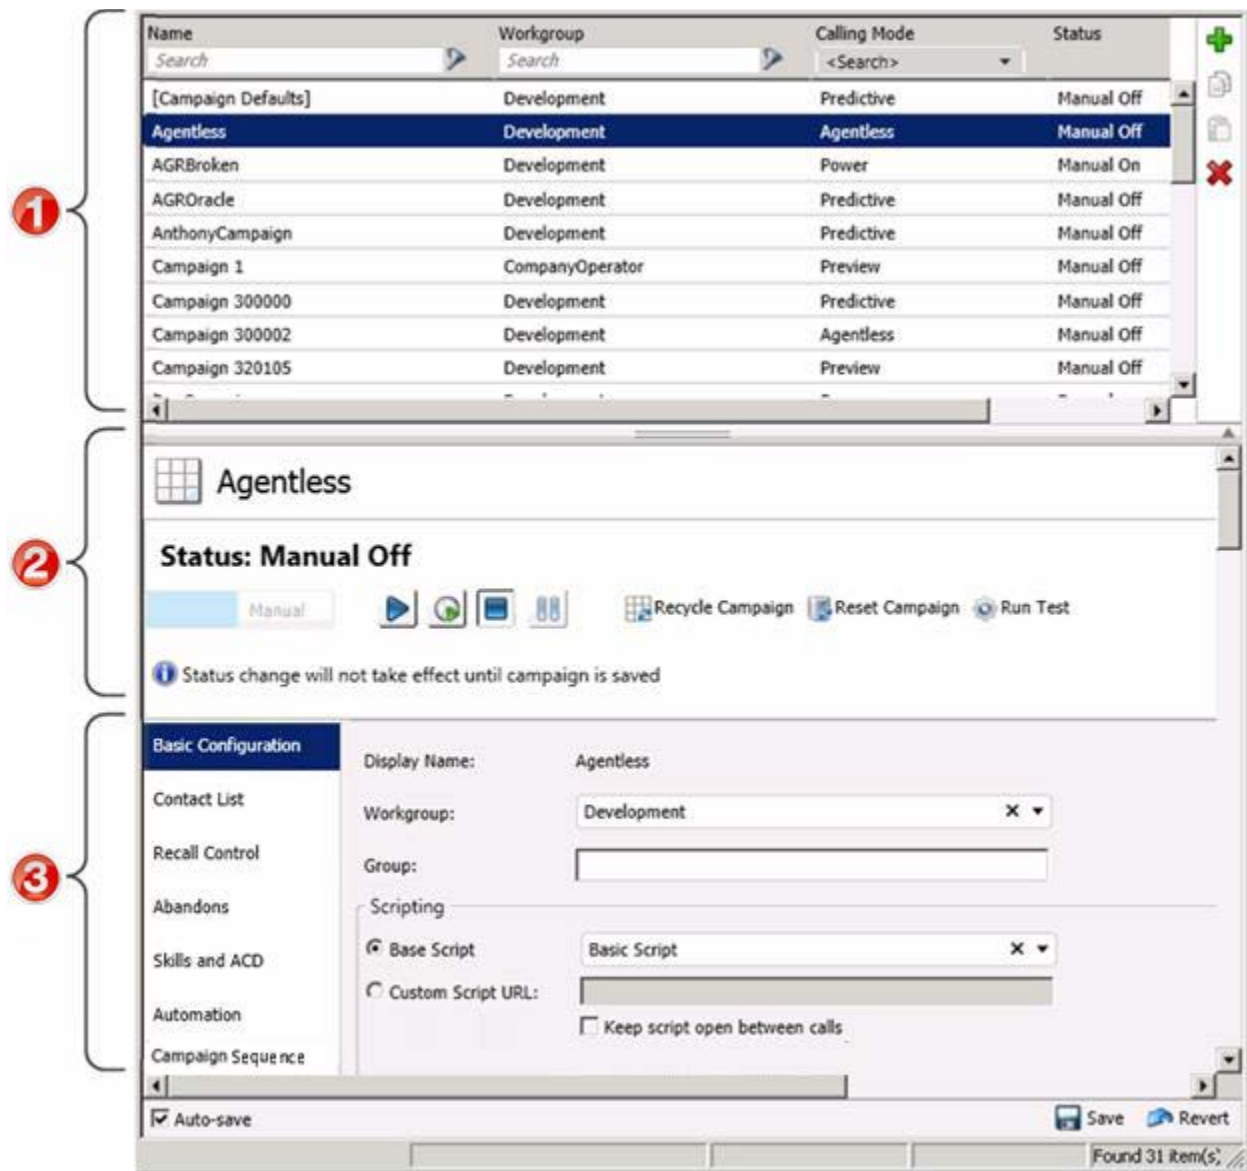 Name Workgroup Calling Mode Status
Search Search <Search>
[Campaign Defaults] Development Predictive Manual Off
Agentless Development Agentless Manual Off
AGRBroken Development Power Manual On
AGROracle Development Predictive Manual Off
AnthonyCampaign Development Predictive Manual Off
Campaign 1 CompanyOperator Preview Manual Off
Campaign 300000 Development Predictive Manual Off
Campaign 300002 Development Agentless Manual Off
Campaign 320105 Development Preview Manual Off
1
Agentless
Status: Manual Off
Manual Recycle Campaign Reset Campaign Run Test
Status change will not take effect until campaign is saved
2
Basic Configuration
Contact List
Recall Control
Abandons
Skills and ACD
Automation
Campaign Sequence
3
Display Name: Agentless
Workgroup: Development
Group:
Scripting
Base Script Basic Script
Custom Script URL:
Keep script open between calls
Auto-save Save Revert
Found 31 item(s)